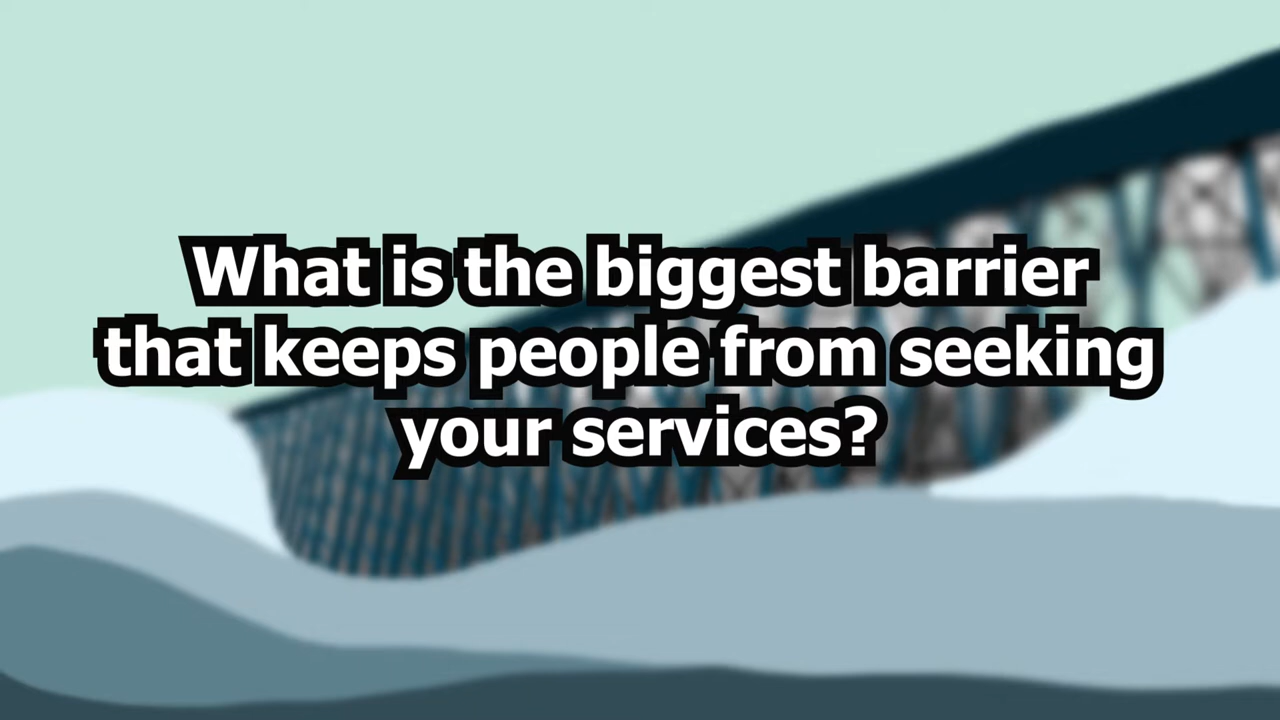 What is the biggest barrier
that keeps people from seeking
your services?